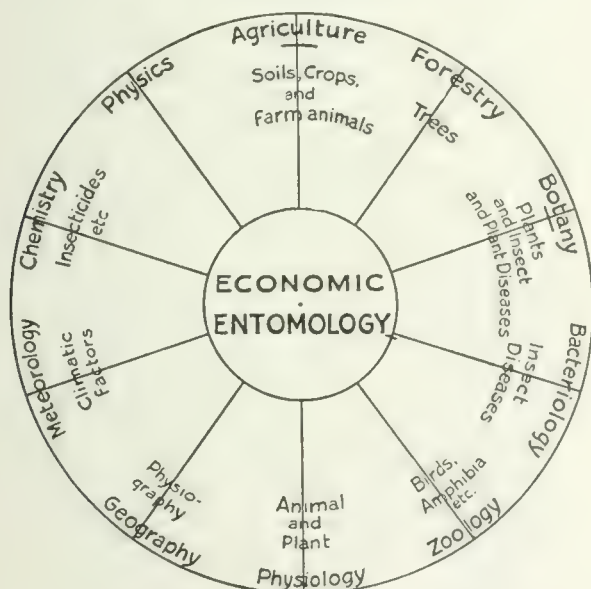 Agriculture
Soils, Crops,
and
Farm animals
Forestry
Trees
Botany
Plants
and Insect
and Plant Diseases
Bacteriology
Insect
Diseases
Zoology
Birds,
Amphibia
etc.
Physiology
Animal
and
Plant
Geography
Physio-
graphy
Meteorology
Climatic
Factors
Chemistry
Insecticides
etc
Physics
ECONOMIC
ENTOMOLOGY